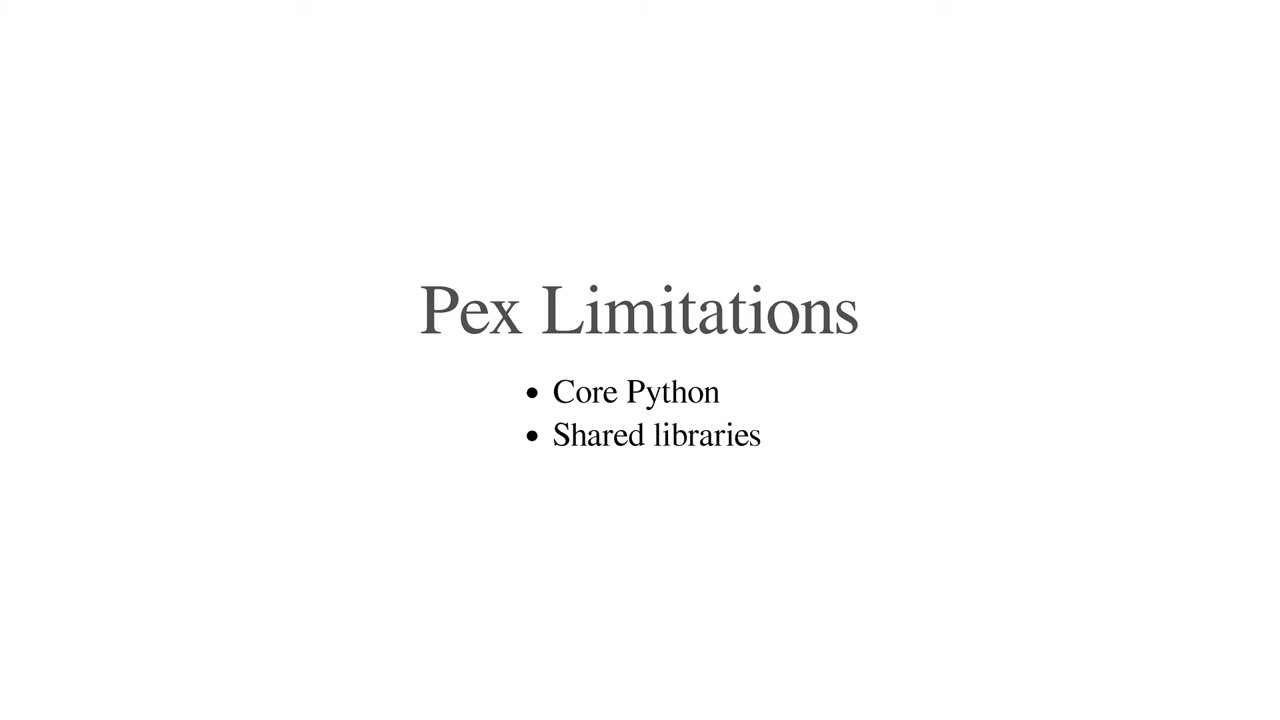 Pex Limitations
• Core Python
• Shared libraries